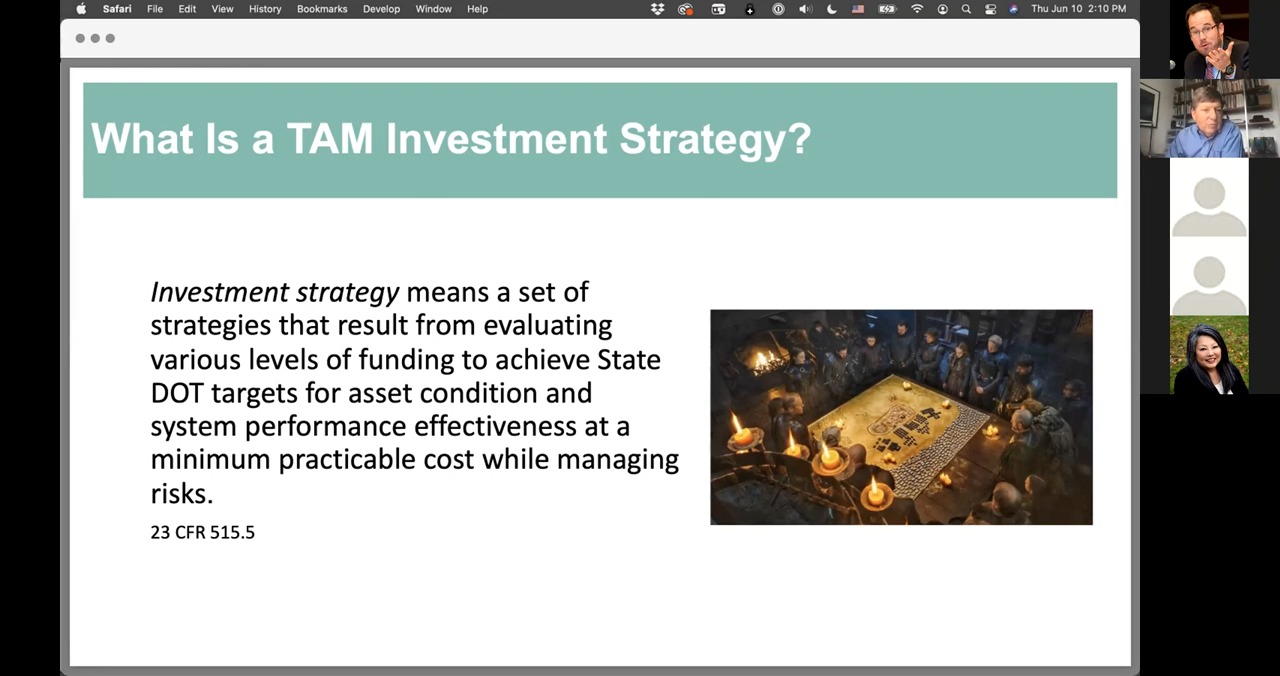 Safari File Edit View History Bookmarks Develop Window Help Thu Jun 10 2:10 PM
What Is a TAM Investment Strategy?
Investment strategy means a set of
strategies that result from evaluating
various levels of funding to achieve State
DOT targets for asset condition and
system performance effectiveness at a
minimum practicable cost while managing
risks.
23 CFR 515.5